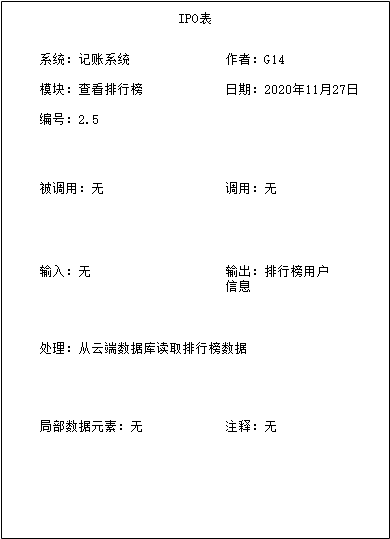 IPO表
系统：记账系统 作者：G14
模块：查看排行榜 日期：2020年11月27日
编号：2.5
被调用：无 调用：无
输入：无 输出：排行榜用户
信息
处理：从云端数据库读取排行榜数据
局部数据元素：无 注释：无